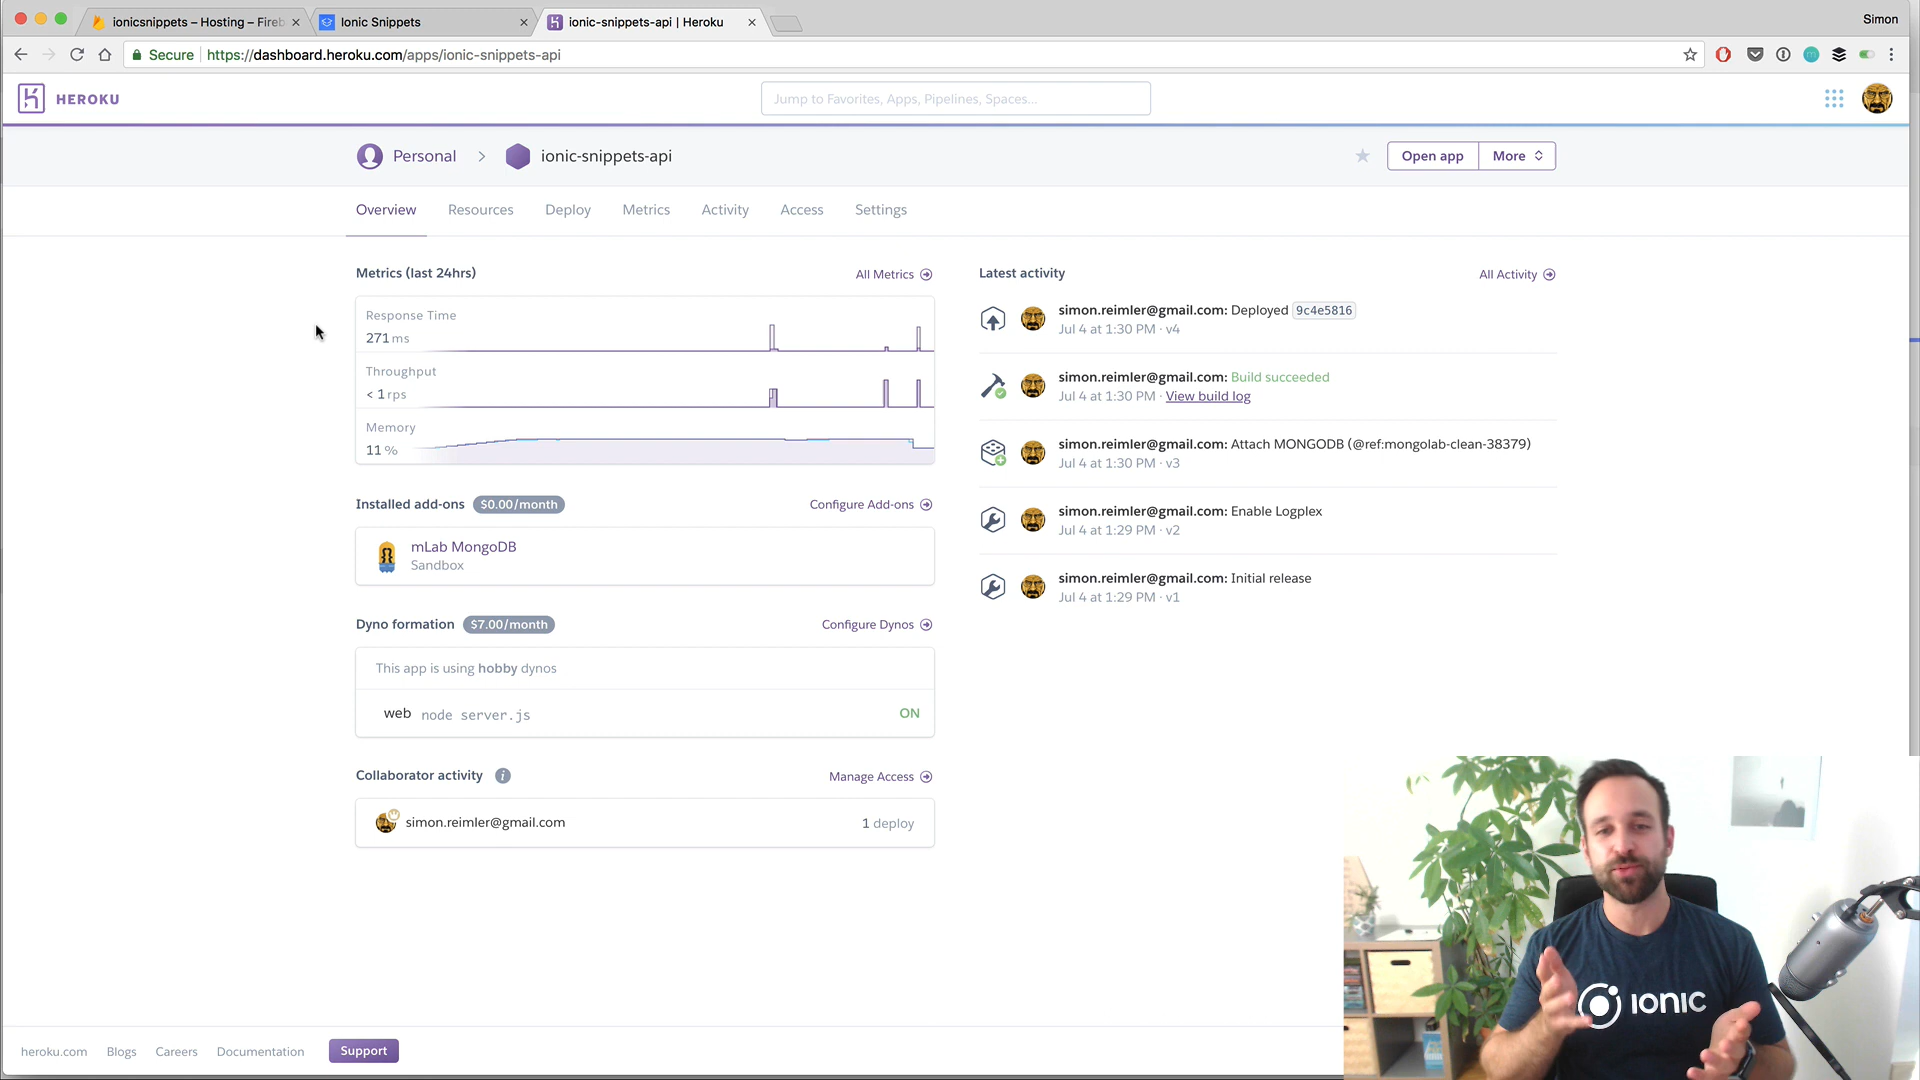 ionicsnippets – Hosting – Fireb
Ionic Snippets
ionic-snippets-api | Heroku
Simon
Secure
https://dashboard.heroku.com/apps/ionic-snippets-api
HEROKU
Jump to Favorites, Apps, Pipelines, Spaces...
Personal
ionic-snippets-api
Open app
More
Overview
Resources
Deploy
Metrics
Activity
Access
Settings
Metrics (last 24hrs)
All Metrics
Response Time
271 ms
Throughput
< 1 rps
Memory
11 %
Installed add-ons
$0.00/month
Configure Add-ons
mLab MongoDB
Sandbox
Dyno formation
$7.00/month
Configure Dynos
This app is using hobby dynos
web node server.js
ON
Collaborator activity
Manage Access
simon.reimler@gmail.com
1 deploy
Latest activity
All Activity
simon.reimler@gmail.com: Deployed 9c4e5816
Jul 4 at 1:30 PM · v4
simon.reimler@gmail.com: Build succeeded
Jul 4 at 1:30 PM · View build log
simon.reimler@gmail.com: Attach MONGODB (@ref:mongolab-clean-38379)
Jul 4 at 1:30 PM · v3
simon.reimler@gmail.com: Enable Logplex
Jul 4 at 1:29 PM · v2
simon.reimler@gmail.com: Initial release
Jul 4 at 1:29 PM · v1
IONIC
heroku.com
Blogs
Careers
Documentation
Support